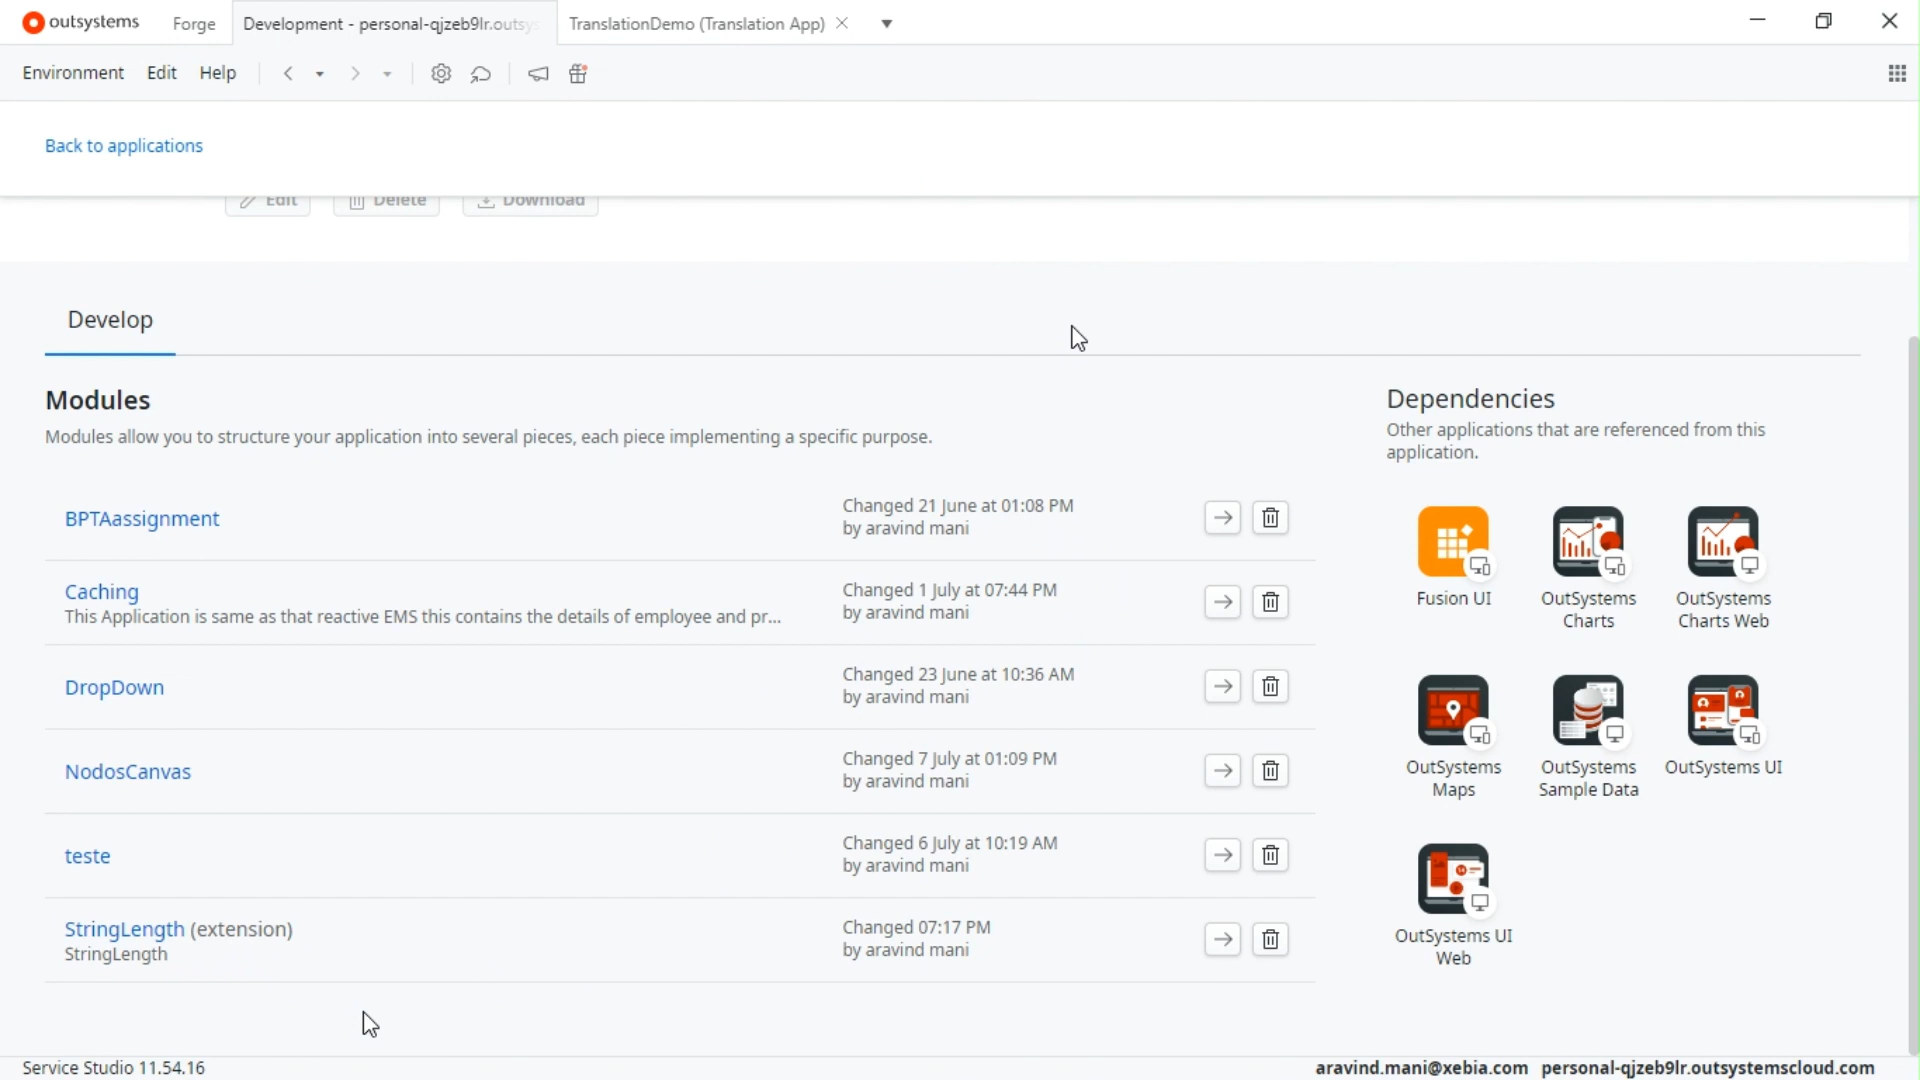 outsystems
Forge
Development - personal-qjzeb9lr.outsys
TranslationDemo (Translation App)
Environment Edit Help
Back to applications
Edit Delete Download
Develop
Modules
Modules allow you to structure your application into several pieces, each piece implementing a specific purpose.
BPTAassignment
Changed 21 June at 01:08 PM
by aravind mani
Caching
This Application is same as that reactive EMS this contains the details of employee and pr...
Changed 1 July at 07:44 PM
by aravind mani
DropDown
Changed 23 June at 10:36 AM
by aravind mani
NodosCanvas
Changed 7 July at 01:09 PM
by aravind mani
teste
Changed 6 July at 10:19 AM
by aravind mani
StringLength (extension)
StringLength
Changed 07:17 PM
by aravind mani
Dependencies
Other applications that are referenced from this
application.
Fusion UI
OutSystems
Charts
OutSystems
Charts Web
OutSystems
Maps
OutSystems
Sample Data
OutSystems UI
OutSystems UI
Web
Service Studio 11.54.16
aravind.mani@xebia.com personal-qjzeb9lr.outsystemscloud.com